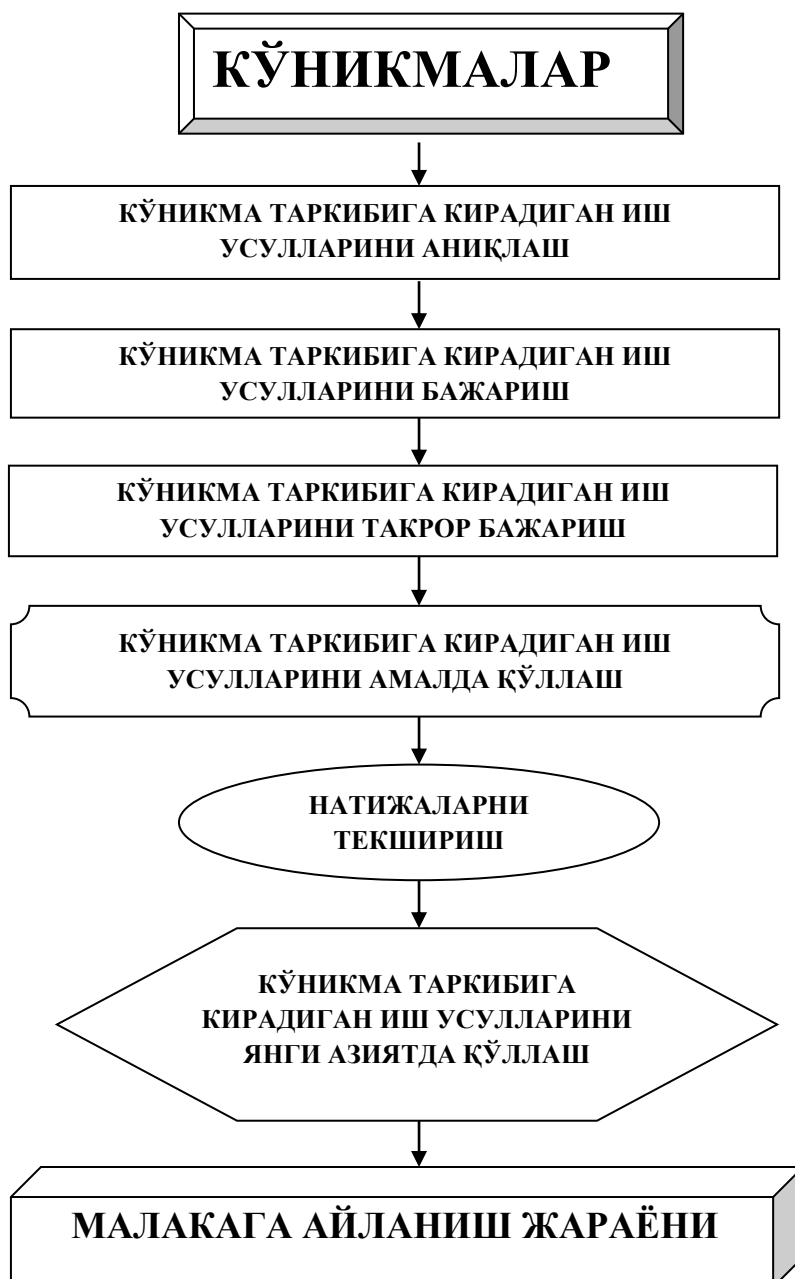 КЎНИКМАЛАР
КЎНИКМА ТАРКИБИГА КИРАДИГАН ИШ
УСУЛЛАРИНИ АНИҚЛАШ
КЎНИКМА ТАРКИБИГА КИРАДИГАН ИШ
УСУЛЛАРИНИ БАЖАРИШ
КЎНИКМА ТАРКИБИГА КИРАДИГАН ИШ
УСУЛЛАРИНИ ТАКРОР БАЖАРИШ
КЎНИКМА ТАРКИБИГА КИРАДИГАН ИШ
УСУЛЛАРИНИ АМАЛДА ҚЎЛЛАШ
НАТИЖАЛАРНИ
ТЕКШИРИШ
КЎНИКМА ТАРКИБИГА
КИРАДИГАН ИШ УСУЛЛАРИНИ
ЯНГИ АЗИЯТДА ҚЎЛЛАШ
МАЛАКАГА АЙЛАНИШ ЖАРАЁНИ